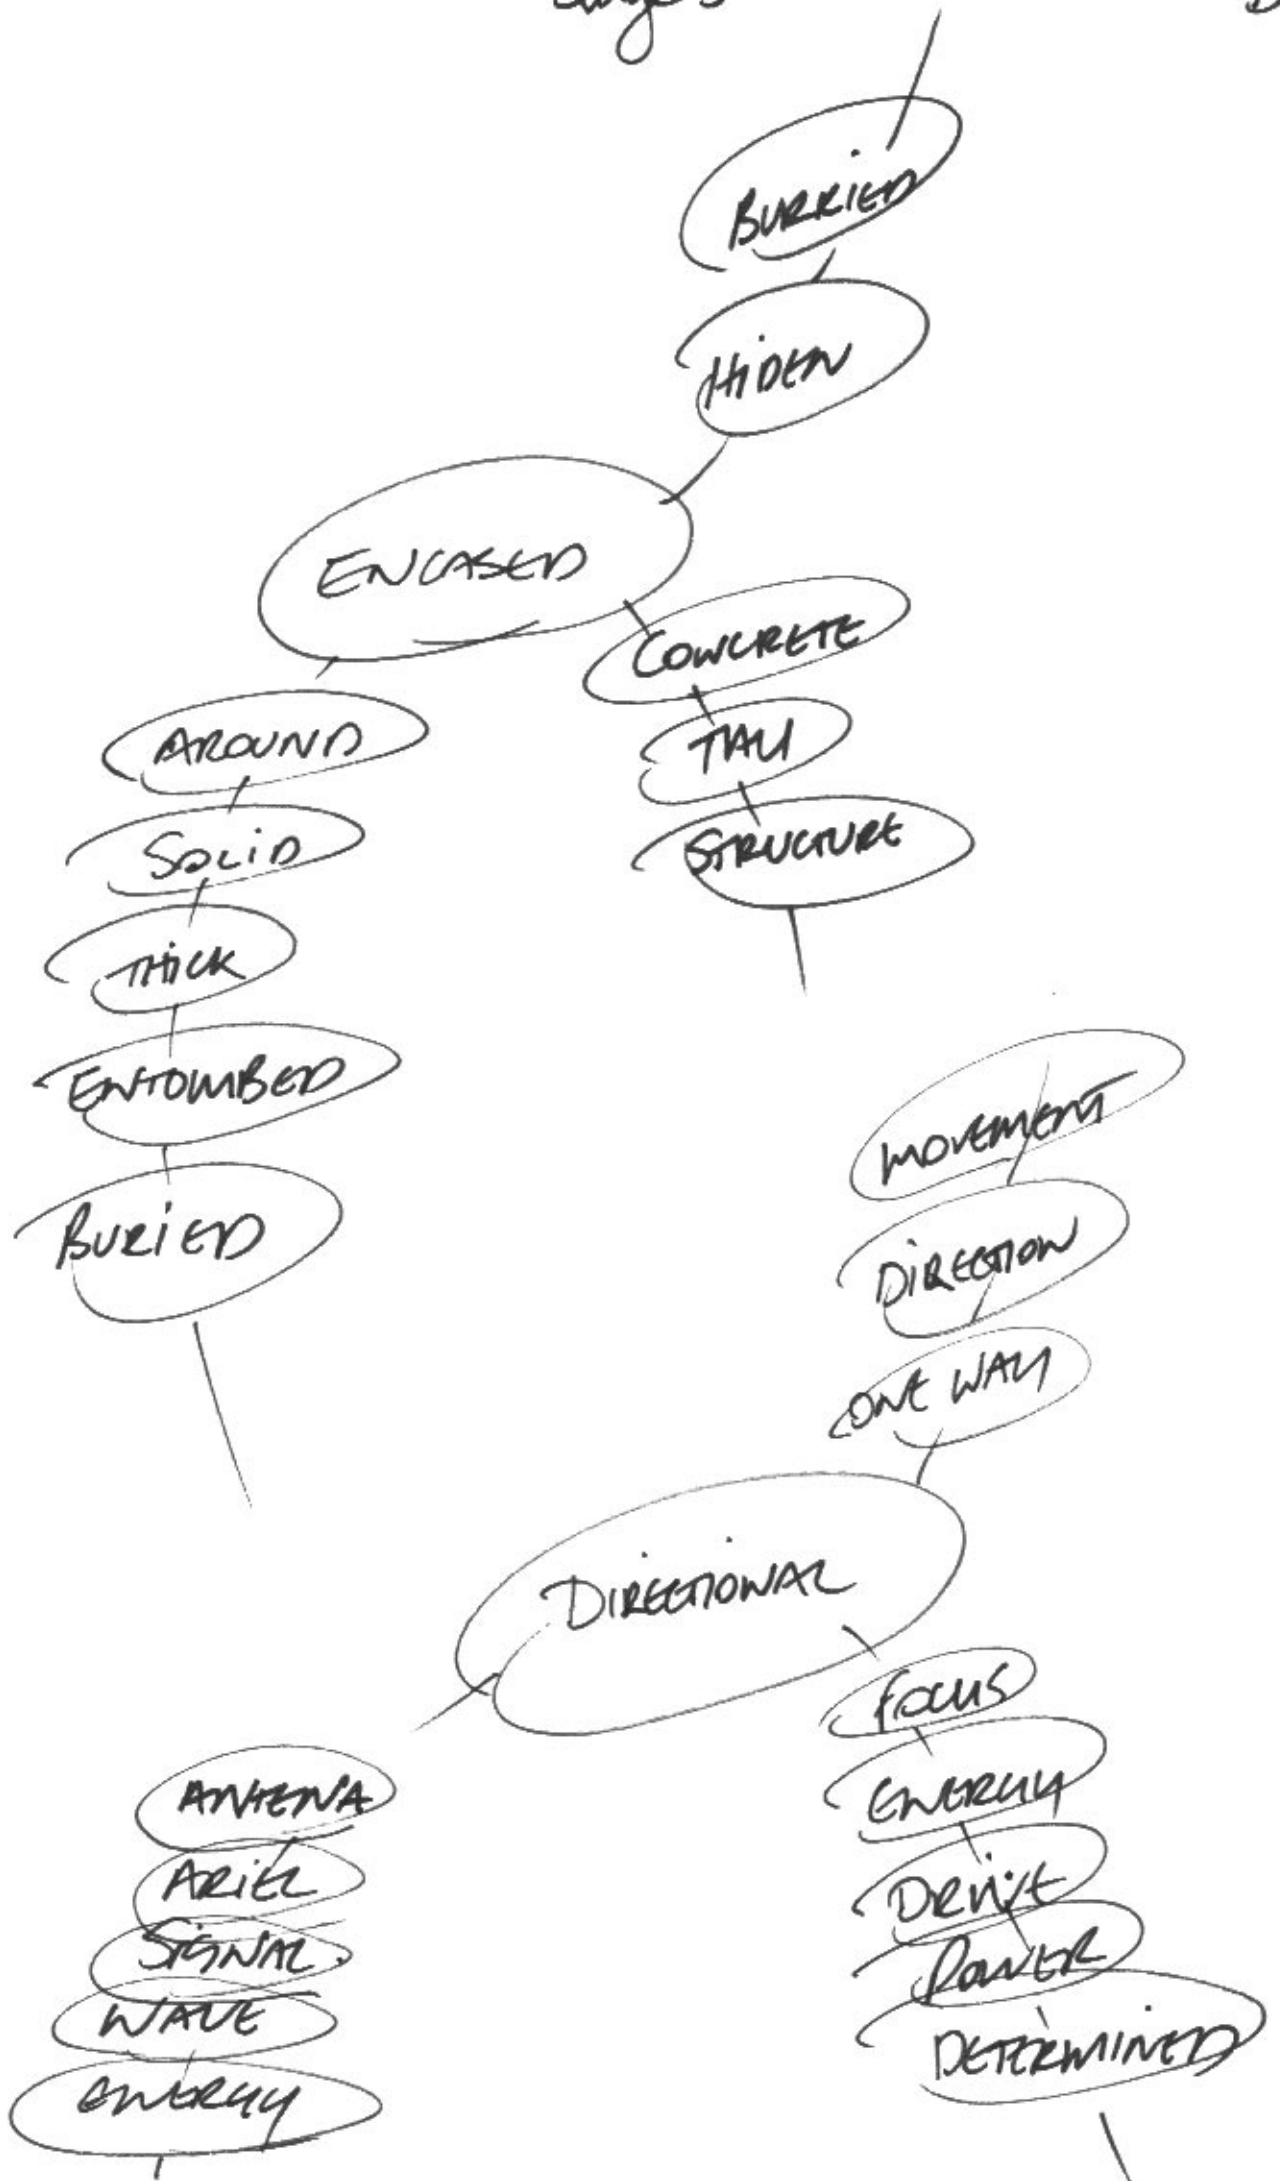 BURRIED
HIDEN
ENCASED
CONCRETE
TALL
STRUCTURE
AROUND
SOLID
THICK
ENTOMBED
BURIED
MOVEMENT
DIRECTION
ONE WAY
DIRECTIONAL
FOCUS
ENERGY
DRIVE
POWER
DETERMINED
ANTENA
ARIEL
SIGNAL
WAVE
ENERGY